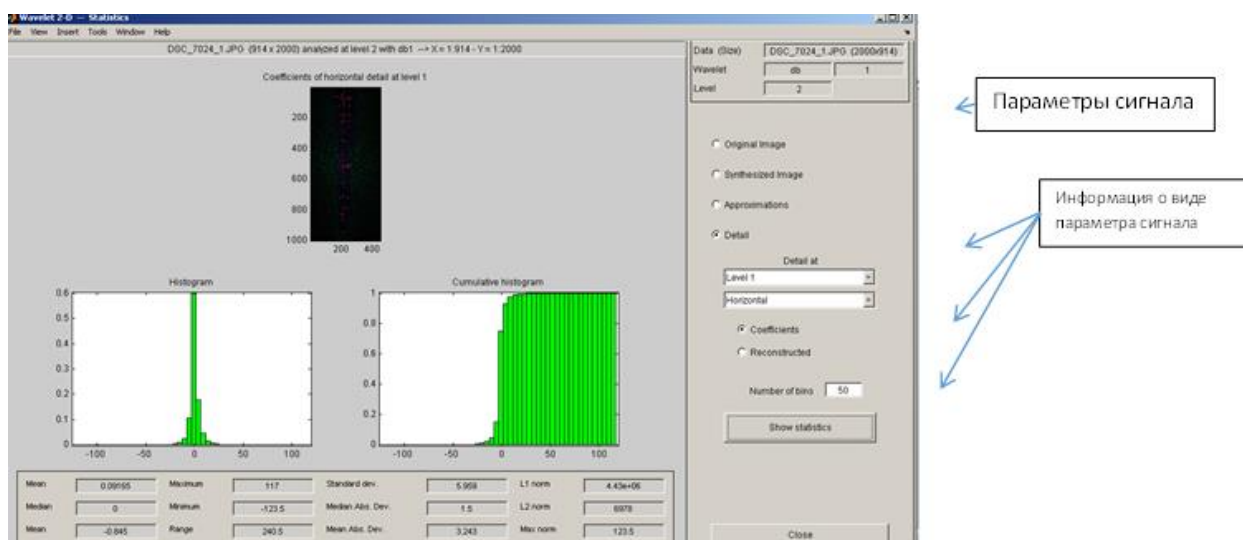 Wavelet 2-D -- Statistics
File View Insert Tools Window Help
DSC_7024_1.JPG (914 x 2000) analyzed at level 2 with db1 --> X = 1:914 - Y = 1:2000
Coefficients of horizontal detail at level 1
200
400
600
800
1000
200 400
Histogram
0.6
0.5
0.4
0.3
0.2
0.1
0
-100 -50 0 50 100
Cumulative histogram
1
0.8
0.6
0.4
0.2
0
-100 -50 0 50 100
Mean 0.09165 Maximum 117 Standard dev. 5.959 L1 norm 4.43e+06
Median 0 Minimum -123.5 Median Abs. Dev. 1.5 L2 norm 6978
Mean -0.845 Range 240.5 Mean Abs. Dev. 3.243 Max norm 123.5
Data (Size) DSC_7024_1.JPG (2000x914)
Wavelet db 1
Level 2
Original Image
Synthesized Image
Approximations
Detail
Detail at
Level 1
Horizontal
Coefficients
Reconstructed
Number of bins 50
Show statistics
Close
Параметры сигнала
Информация о виде
параметра сигнала